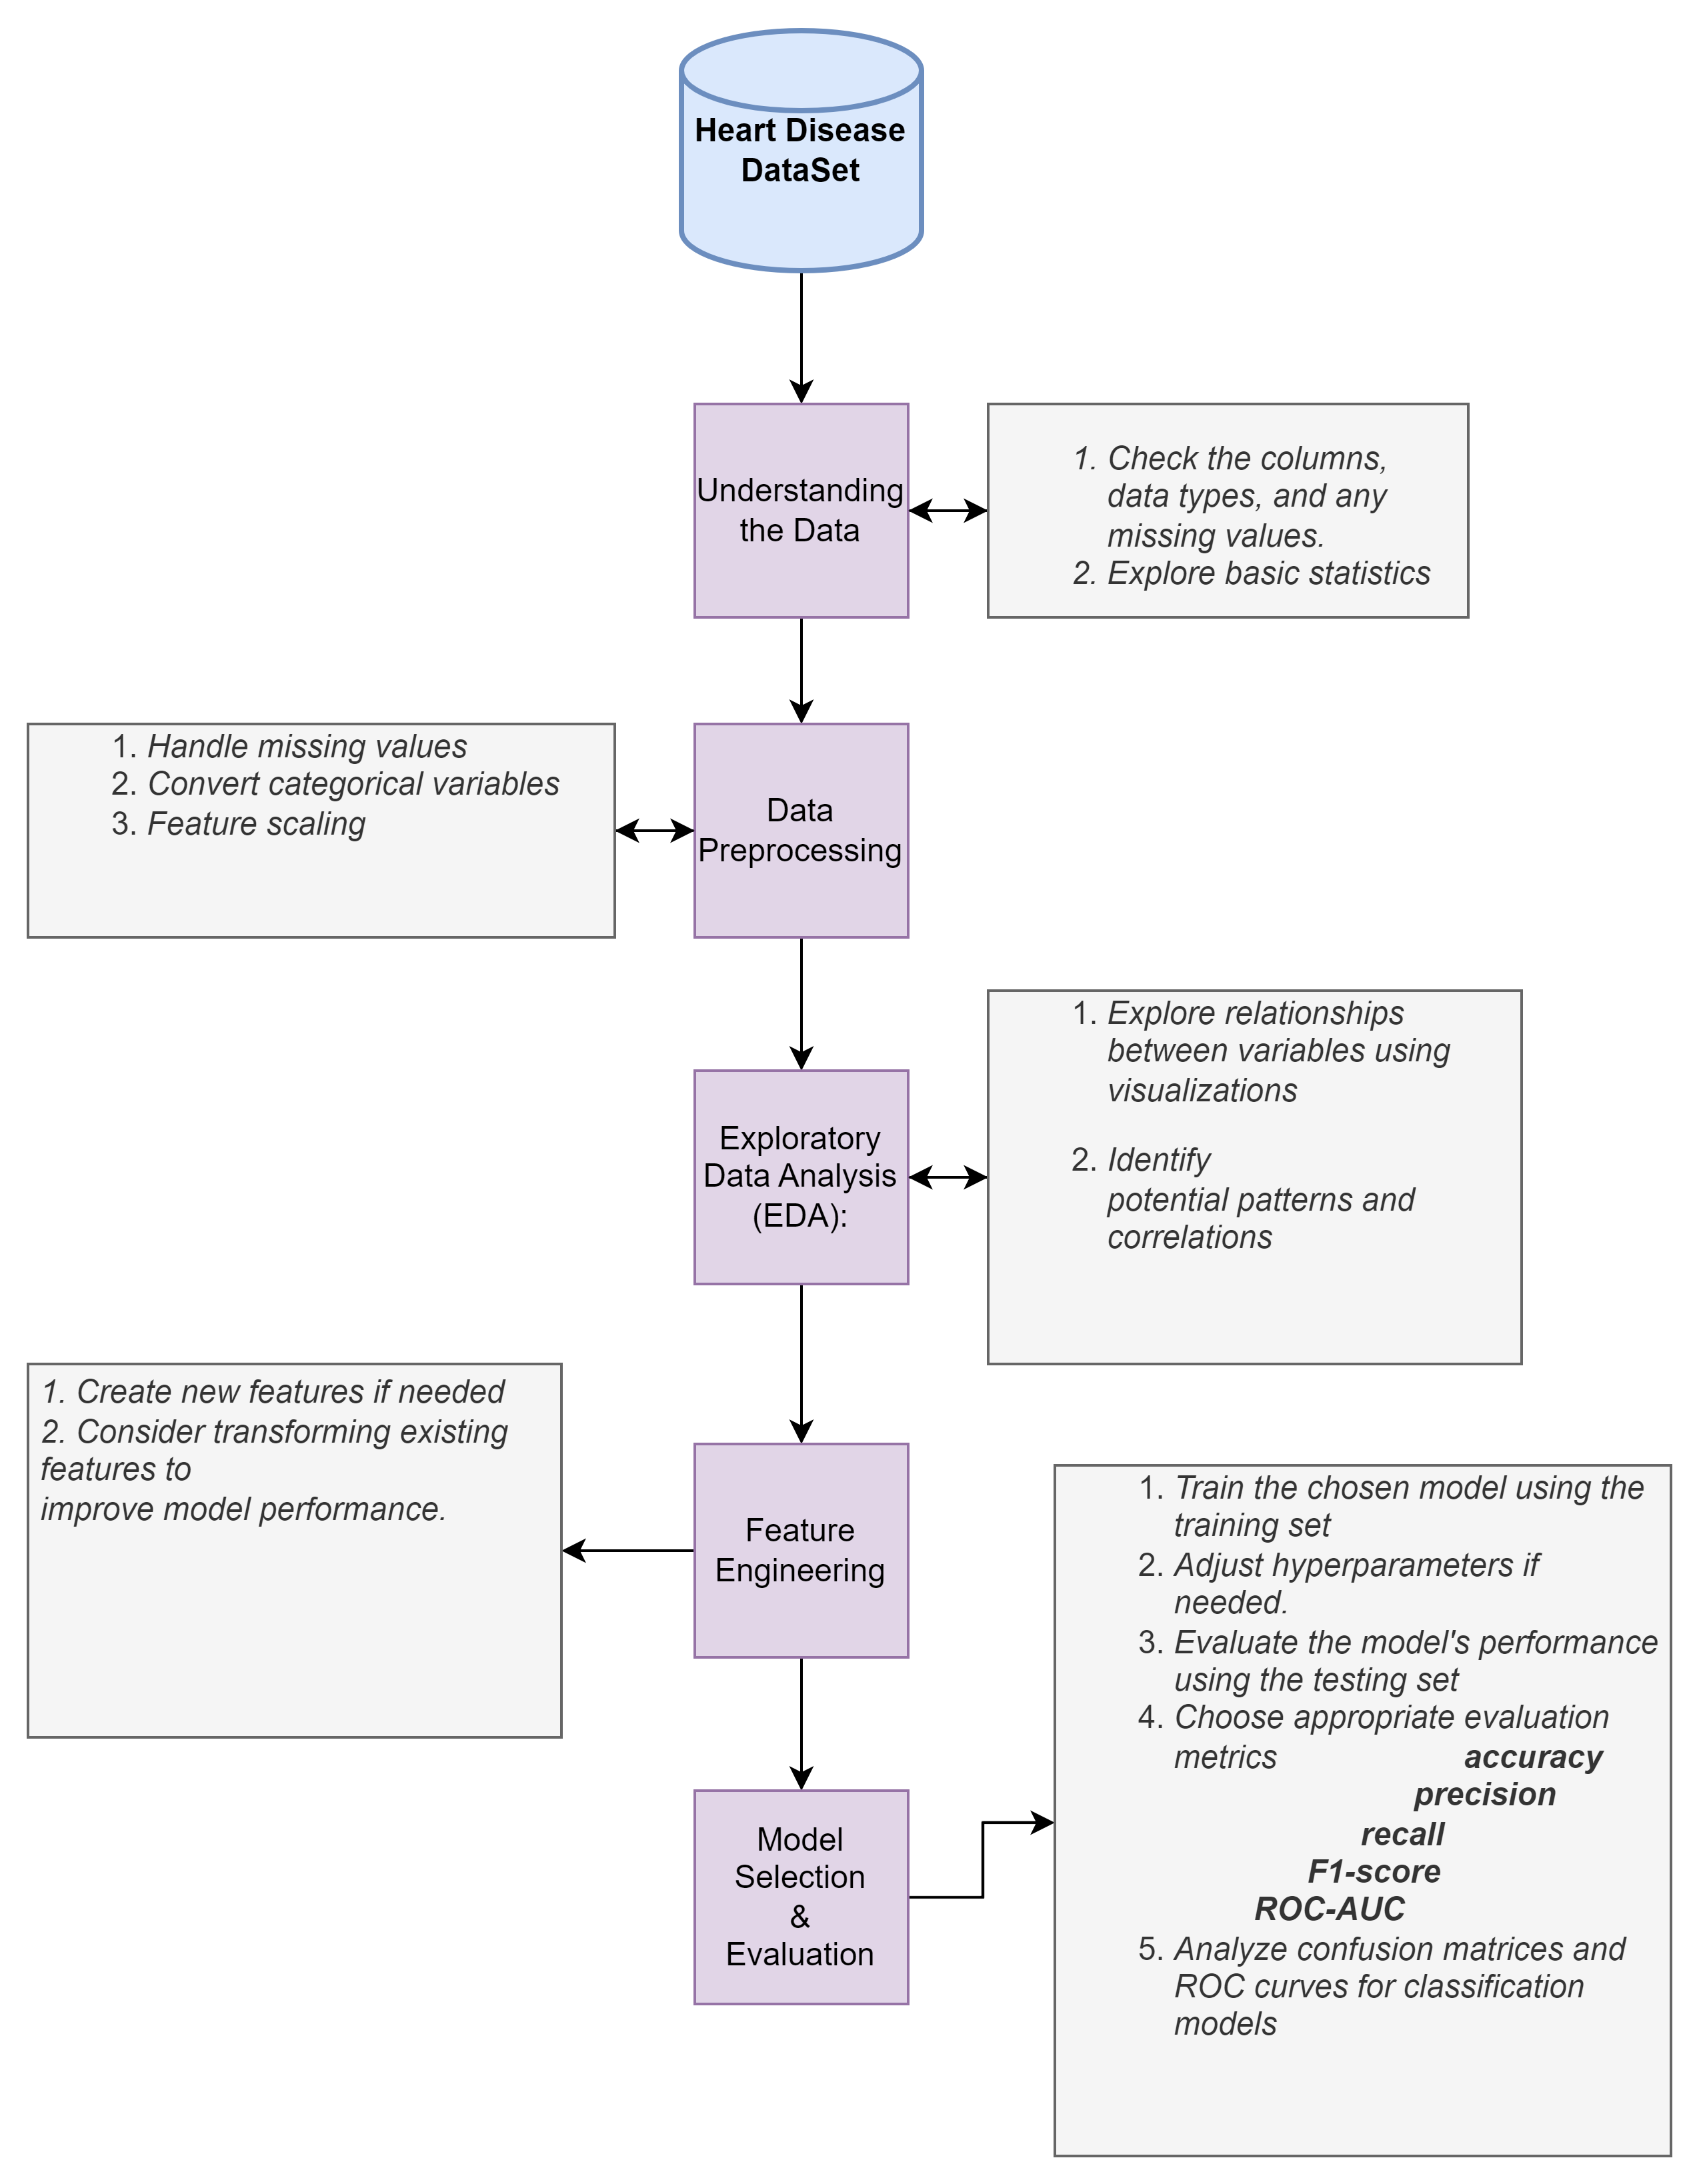 Heart Disease
DataSet
Understanding
the Data
1. Check the columns,
data types, and any
missing values.
2. Explore basic statistics
1. Handle missing values
2. Convert categorical variables
3. Feature scaling
Data
Preprocessing
1. Explore relationships
between variables using
visualizations
2. Identify
potential patterns and
correlations
Exploratory
Data Analysis
(EDA):
1. Create new features if needed
2. Consider transforming existing
features to
improve model performance.
Feature
Engineering
1. Train the chosen model using the
training set
2. Adjust hyperparameters if
needed.
3. Evaluate the model's performance
using the testing set
4. Choose appropriate evaluation
metrics accuracy
precision
recall
F1-score
ROC-AUC
5. Analyze confusion matrices and
ROC curves for classification
models
Model
Selection
&
Evaluation